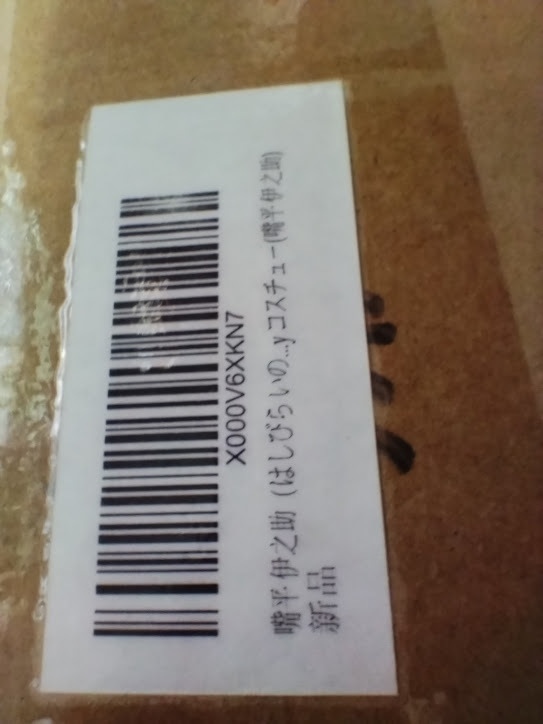 X000V6XKN7
嘴平 伊之助 (はしびら いの...y コスチュー(嘴平 伊之助)
新品